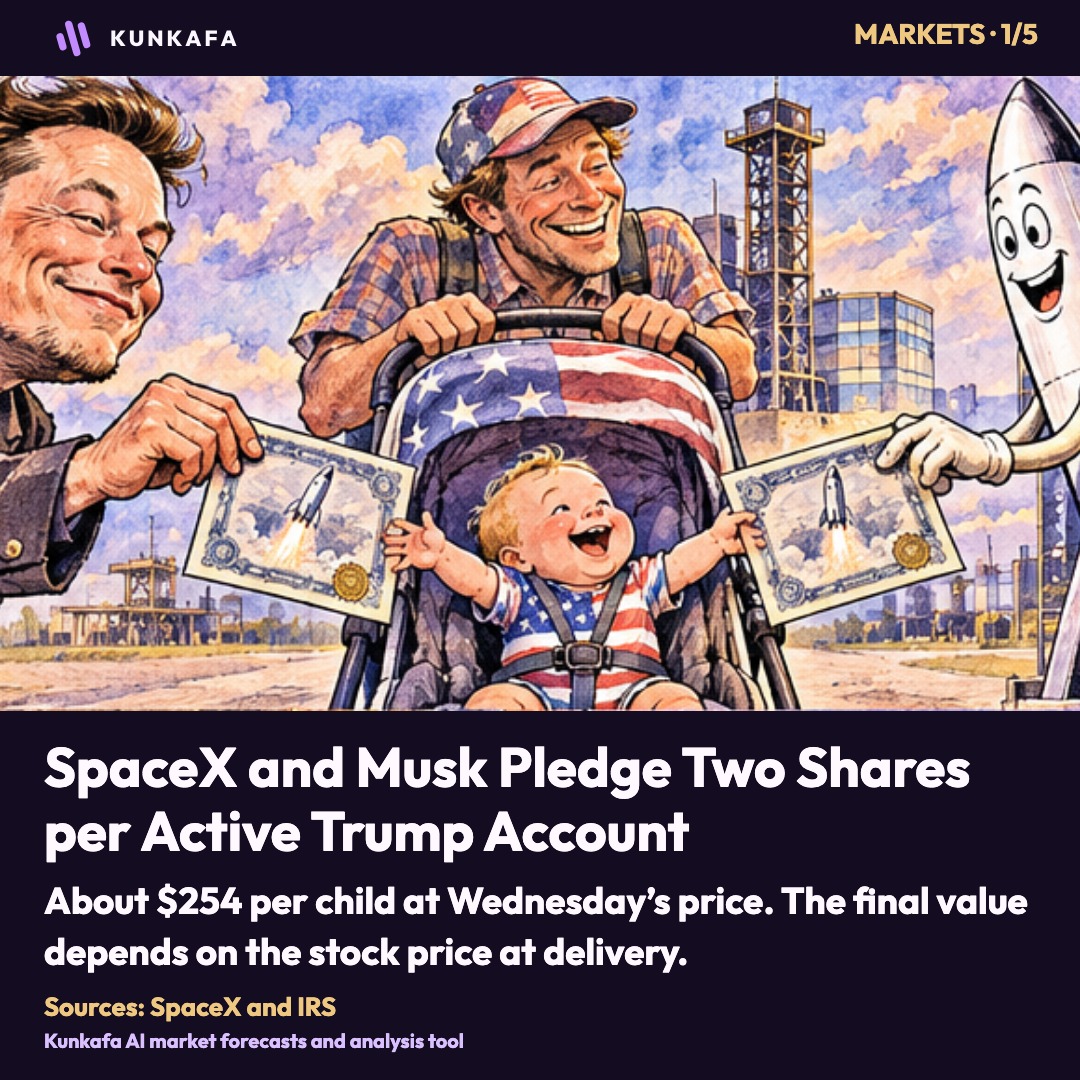 KUNKAFA
MARKETS · 1/5
SpaceX and Musk Pledge Two Shares
per Active Trump Account
About $254 per child at Wednesday’s price. The final value
depends on the stock price at delivery.
Sources: SpaceX and IRS
Kunkafa AI market forecasts and analysis tool